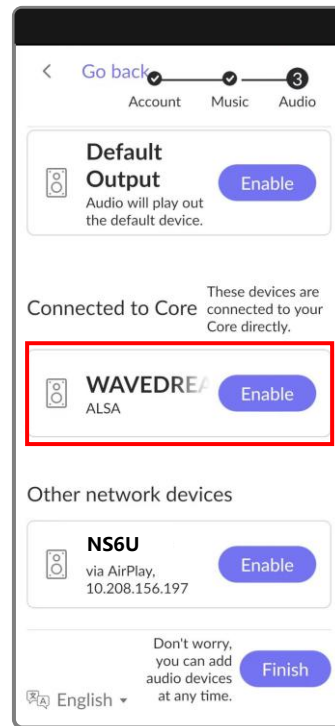 Go back
3
Account Music Audio
Default
Output
Audio will play out
the default device.
Enable
Connected to Core
These devices are
connected to your
Core directly.
WAVEDREA
ALSA
Enable
Other network devices
NS6U
via AirPlay,
10.208.156.197
Enable
Don't worry,
you can add
audio devices
at any time.
Finish
English